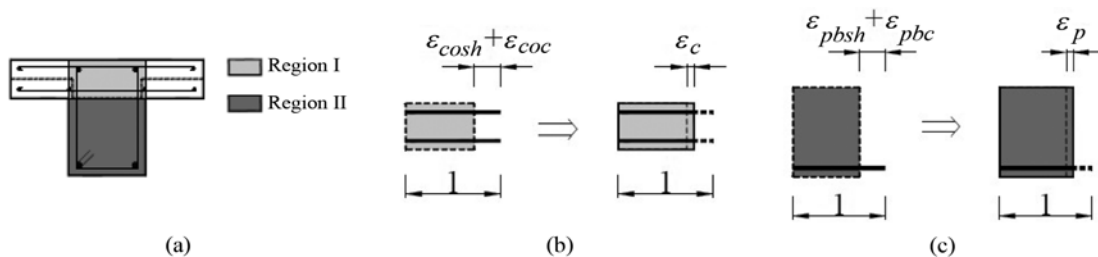 Region I
Region II
(a)
ε_cosh+ε_coc
ε_c
1
1
(b)
ε_pbsh+ε_pbc
ε_p
1
1
(c)